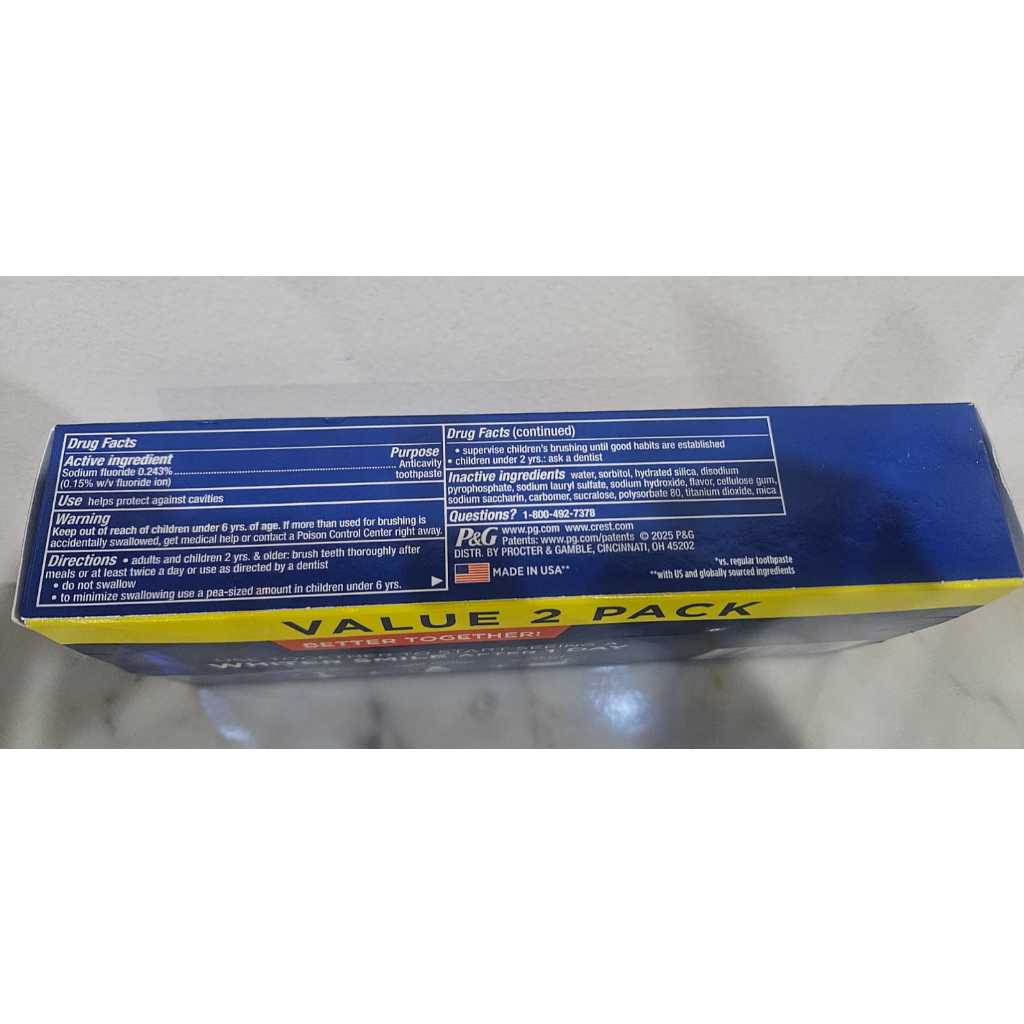 Drug Facts
Active ingredient Purpose
Sodium fluoride 0.243%........................................................ Anticavity
(0.15% w/v fluoride ion) toothpaste
Use helps protect against cavities
Warning
Keep out of reach of children under 6 yrs. of age. If more than used for brushing is
accidentally swallowed, get medical help or contact a Poison Control Center right away.
Directions • adults and children 2 yrs. & older: brush teeth thoroughly after
meals or at least twice a day or use as directed by a dentist
• do not swallow
• to minimize swallowing use a pea-sized amount in children under 6 yrs.
Drug Facts (continued)
• supervise children's brushing until good habits are established
• children under 2 yrs.: ask a dentist
Inactive ingredients water, sorbitol, hydrated silica, disodium
pyrophosphate, sodium lauryl sulfate, sodium hydroxide, flavor, cellulose gum,
sodium saccharin, carbomer, sucralose, polysorbate 80, titanium dioxide, mica
Questions? 1-800-492-7378
P&G www.pg.com www.crest.com
Patents: www.pg.com/patents © 2025 P&G
DISTR. BY PROCTER & GAMBLE, CINCINNATI, OH 45202
MADE IN USA**
*vs. regular toothpaste
**with US and globally sourced ingredients
VALUE 2 PACK
BETTER TOGETHER!
TO START SEEING A
WHITER SMILE AFTER 1 DAY